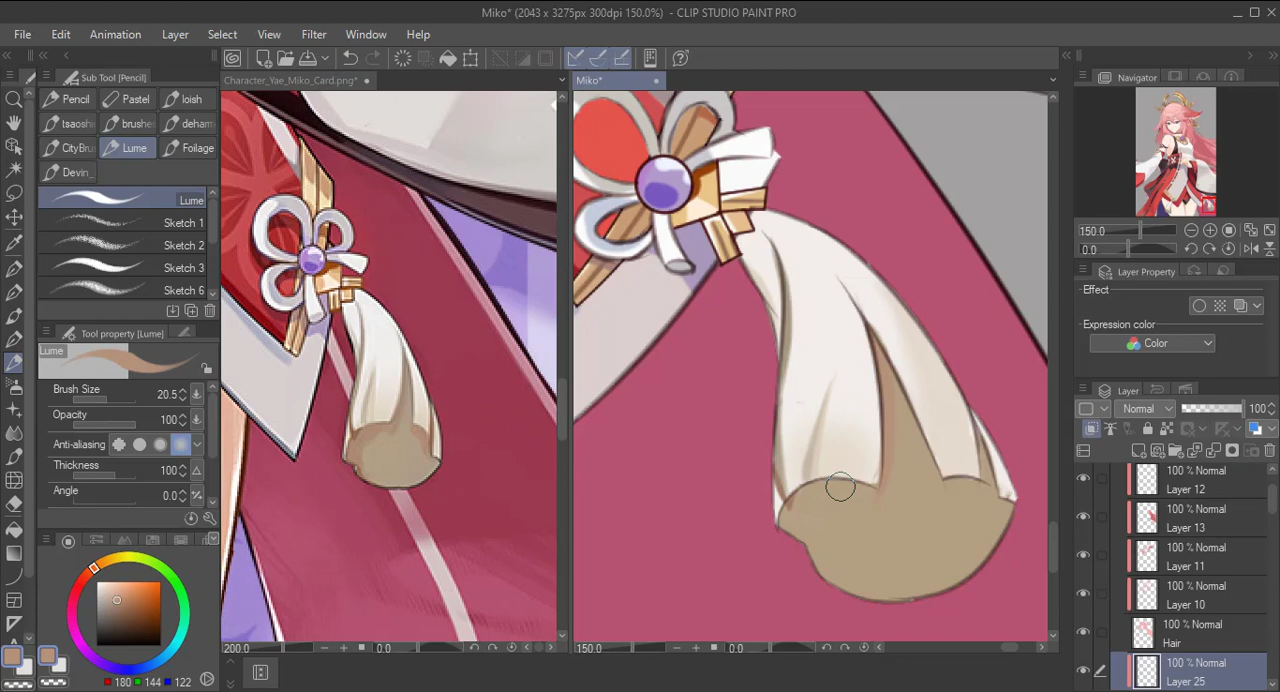 Miko* (2043 x 3275px 300dpi 150.0%) - CLIP STUDIO PAINT PRO
File Edit Animation Layer Select View Filter Window Help
Sub Tool [Pencil]
Pencil Pastel loish
tsaosh brushe deharm
CityBru Lume Foliage
Devin_
Lume
Sketch 1
Sketch 2
Sketch 3
Sketch 6
Tool property [Lume]
Lume
Brush Size 20.5
Opacity 100
Anti-aliasing
Thickness 100
Angle 0.0
180 144 122
Character_Yae_Miko_Card.png*
Miko*
200.0 0.0
150.0 0.0
Navigator
150.0
0.0
Layer Property
Effect
Expression color
Color
Layer
Normal 100
100 % Normal
Layer 12
100 % Normal
Layer 13
100 % Normal
Layer 11
100 % Normal
Layer 10
100 % Normal
Hair
100 % Normal
Layer 25